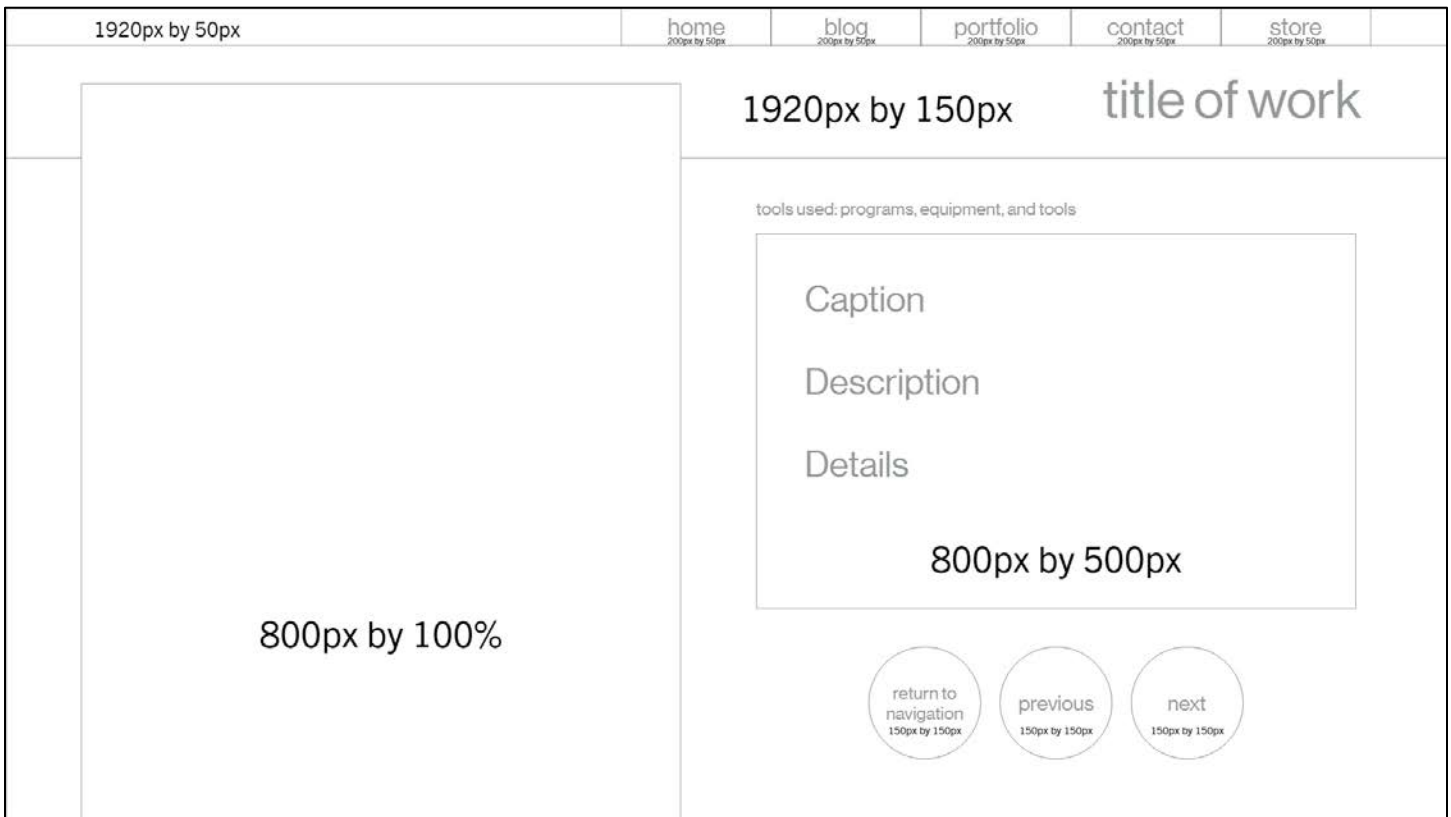 1920px by 50px
home
200px by 50px
blog
200px by 50px
portfolio
200px by 50px
contact
200px by 50px
store
200px by 50px
1920px by 150px
title of work
tools used: programs, equipment, and tools
Caption
Description
Details
800px by 500px
800px by 100%
return to
navigation
150px by 150px
previous
150px by 150px
next
150px by 150px